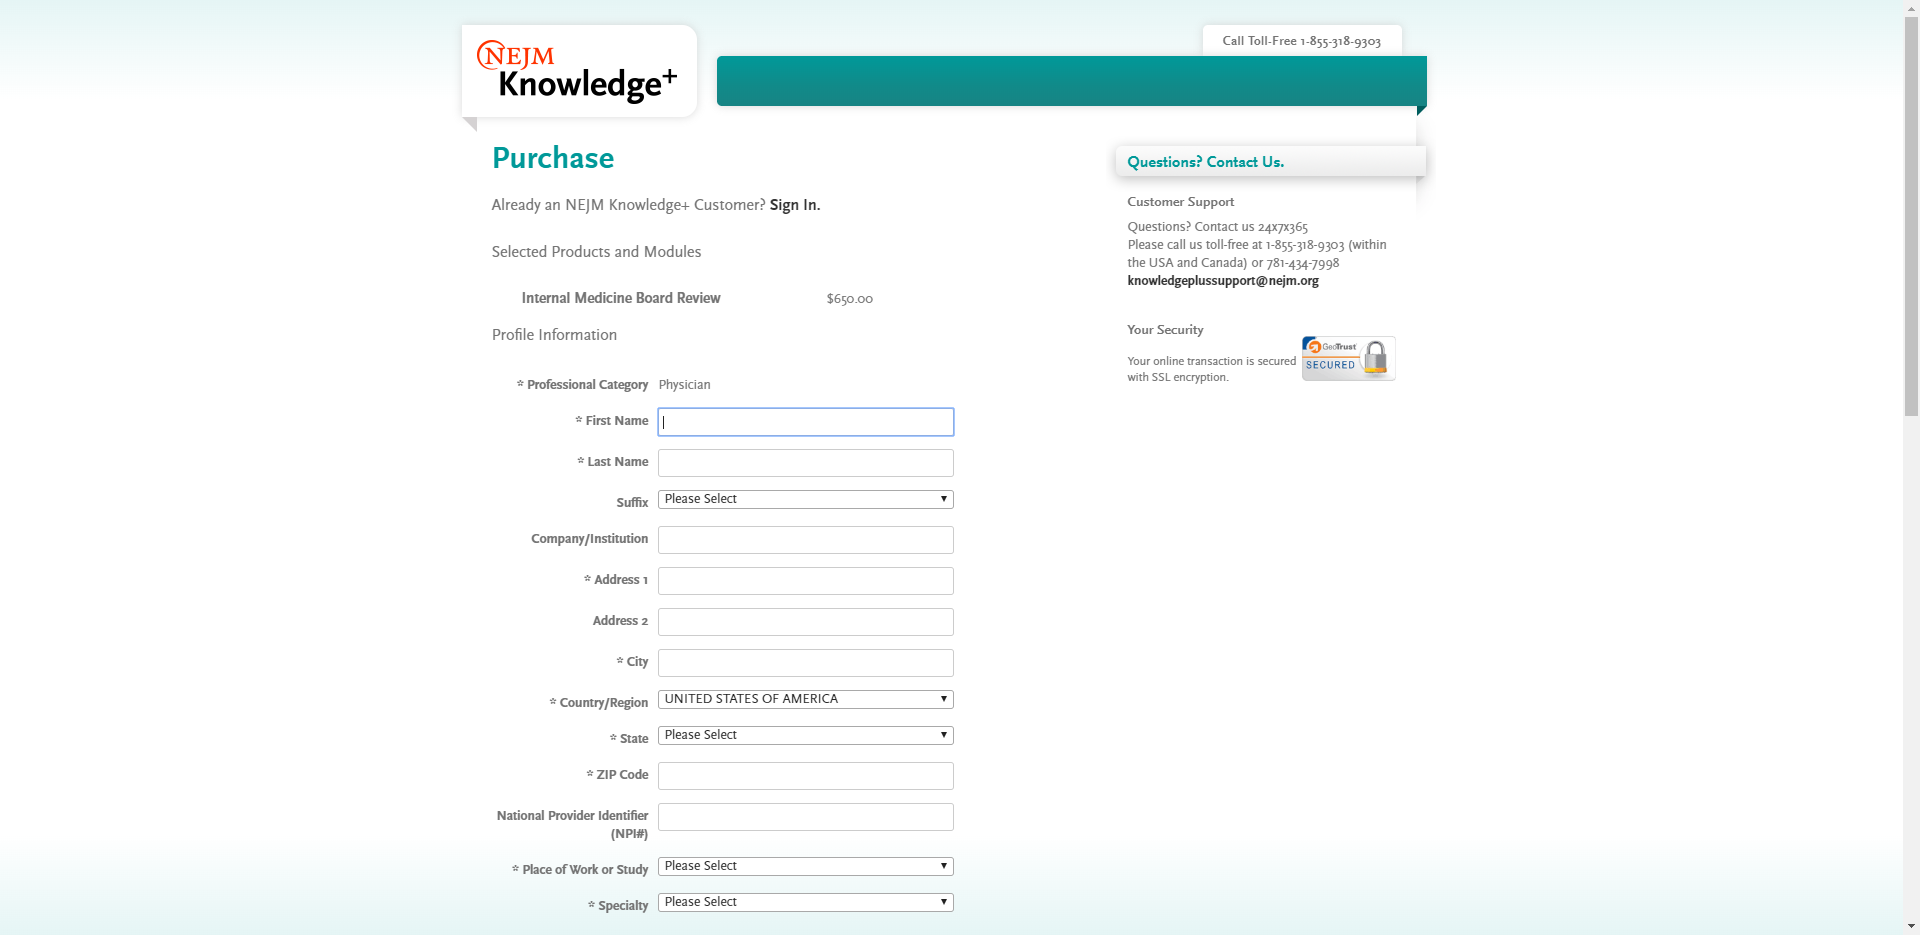 NEJM
Knowledge+
Call Toll-Free 1-855-318-9303
Purchase
Already an NEJM Knowledge+ Customer? Sign In.
Selected Products and Modules
Internal Medicine Board Review $650.00
Profile Information
* Professional Category Physician
* First Name
* Last Name
Suffix Please Select
Company/Institution
* Address 1
Address 2
* City
* Country/Region UNITED STATES OF AMERICA
* State Please Select
* ZIP Code
National Provider Identifier
(NPI#)
* Place of Work or Study Please Select
* Specialty Please Select
Questions? Contact Us.
Customer Support
Questions? Contact us 24x7x365
Please call us toll-free at 1-855-318-9303 (within
the USA and Canada) or 781-434-7998
knowledgeplussupport@nejm.org
Your Security
Your online transaction is secured
with SSL encryption.
GeoTrust
SECURED